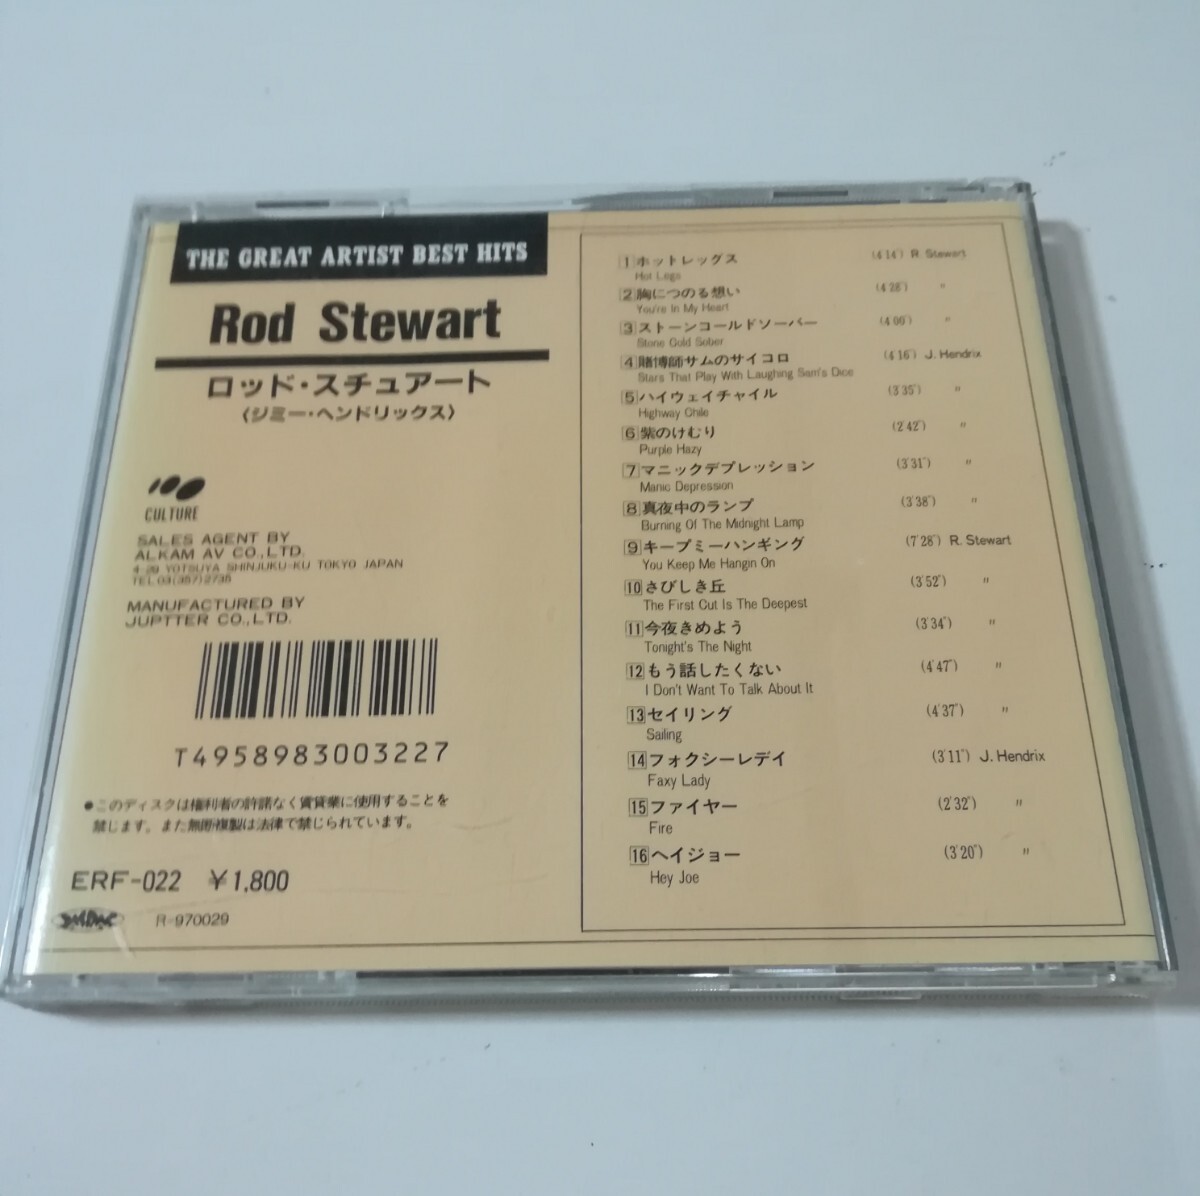 THE GREAT ARTIST BEST HITS
Rod Stewart
ロッド・スチュアート
〈ジミー・ヘンドリックス〉
CULTURE
SALES AGENT BY
ALKAM AV CO.,LTD.
4-29 YOTSUYA SHINJUKU-KU TOKYO JAPAN
TEL 03(357)2735
MANUFACTURED BY
JUPTTER CO.,LTD.
T4958983003227
●このディスクは権利者の許諾なく賃貸業に使用することを
禁じます。また無断複製は法律で禁じられています。
ERF-022 ￥1,800
R-970029
1 ホットレッグス (4'14") R. Stewart
Hot Legs
2 胸につのる想い (4'28") 〃
You're In My Heart
3 ストーンコールドソーバー (4'06") 〃
Stone Gold Sober
4 賭博師サムのサイコロ (4'16") J. Hendrix
Stars That Play With Laughing Sam's Dice
5 ハイウェイチャイル (3'35") 〃
Highway Chile
6 紫のけむり (2'42") 〃
Purple Hazy
7 マニックデプレッション (3'31") 〃
Manic Depression
8 真夜中のランプ (3'38") 〃
Burning Of The Midnight Lamp
9 キープミーハンギング (7'28") R. Stewart
You Keep Me Hangin On
10 さびしき丘 (3'52") 〃
The First Cut Is The Deepest
11 今夜きめよう (3'34") 〃
Tonight's The Night
12 もう話したくない (4'47") 〃
I Don't Want To Talk About It
13 セイリング (4'37") 〃
Sailing
14 フォクシーレデイ (3'11") J. Hendrix
Faxy Lady
15 ファイヤー (2'32") 〃
Fire
16 ヘイジョー (3'20") 〃
Hey Joe